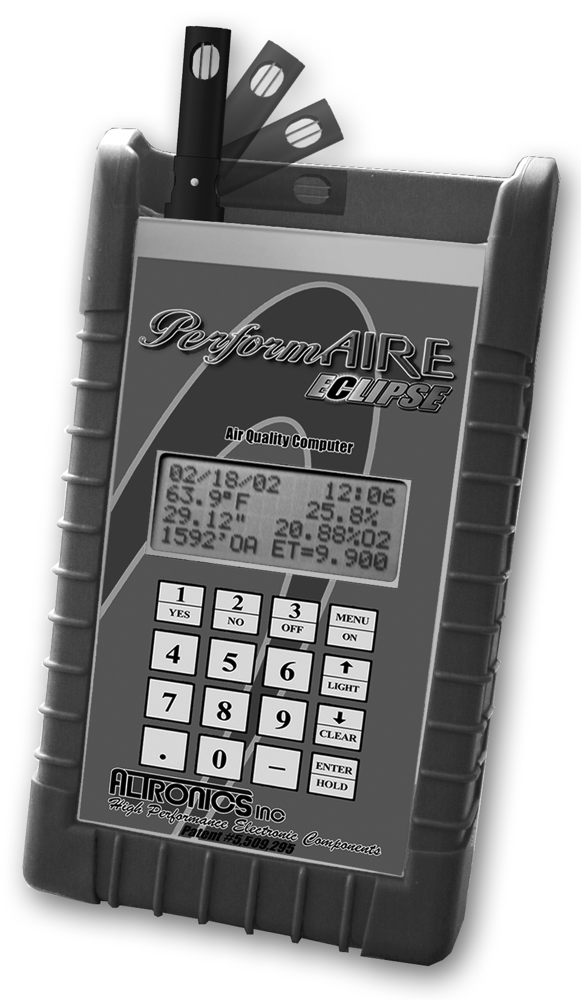 PerformAIRE
ECLIPSE
Air Quality Computer
02/18/02 12:06
63.9°F 25.8%
29.12" 20.88%O2
1592'OA ET=9.900
1 2 3 MENU
YES NO OFF ON
4 5 6 ↑
LIGHT
7 8 9 ↓
CLEAR
. 0 – ENTER
HOLD
ALTRONICS INC
High Performance Electronic Components
Patent #5,509,295